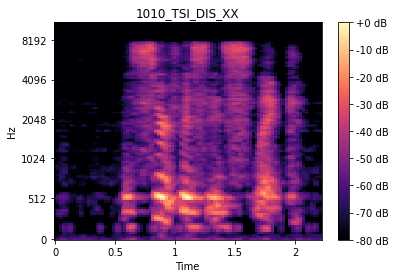 1010_TSI_DIS_XX
+0 dB
8192
-10 dB
4096
-20 dB
-30 dB
2048
-40 dB
Hz
1024
-50 dB
512
-60 dB
-70 dB
0
-80 dB
0
0.5
1
1.5
2
Time